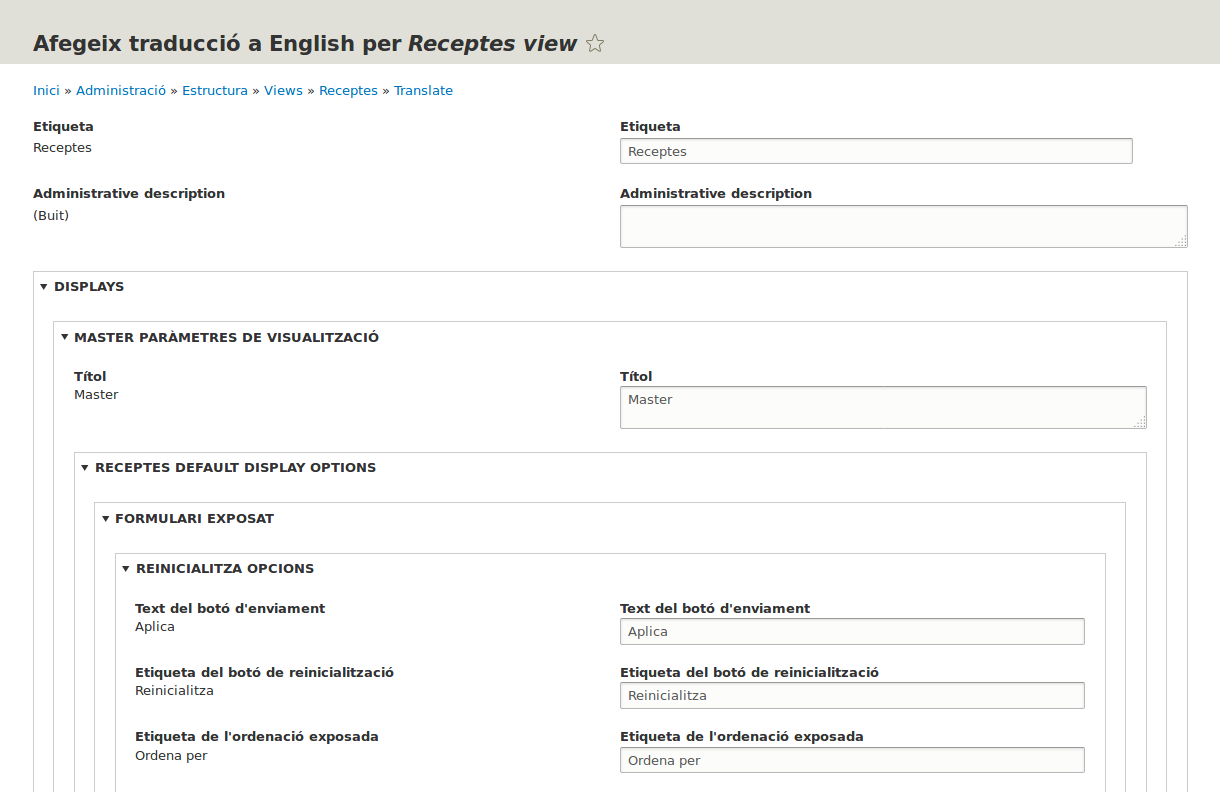 Afegeix traducció a English per Receptes view
Inici » Administració » Estructura » Views » Receptes » Translate
Etiqueta
Receptes
Etiqueta
Receptes
Administrative description
(Buit)
Administrative description
DISPLAYS
MASTER PARÀMETRES DE VISUALITZACIÓ
Títol
Master
Títol
Master
RECEPTES DEFAULT DISPLAY OPTIONS
FORMULARI EXPOSAT
REINICIALITZA OPCIONS
Text del botó d'enviament
Aplica
Text del botó d'enviament
Aplica
Etiqueta del botó de reinicialització
Reinicialitza
Etiqueta del botó de reinicialització
Reinicialitza
Etiqueta de l'ordenació exposada
Ordena per
Etiqueta de l'ordenació exposada
Ordena per